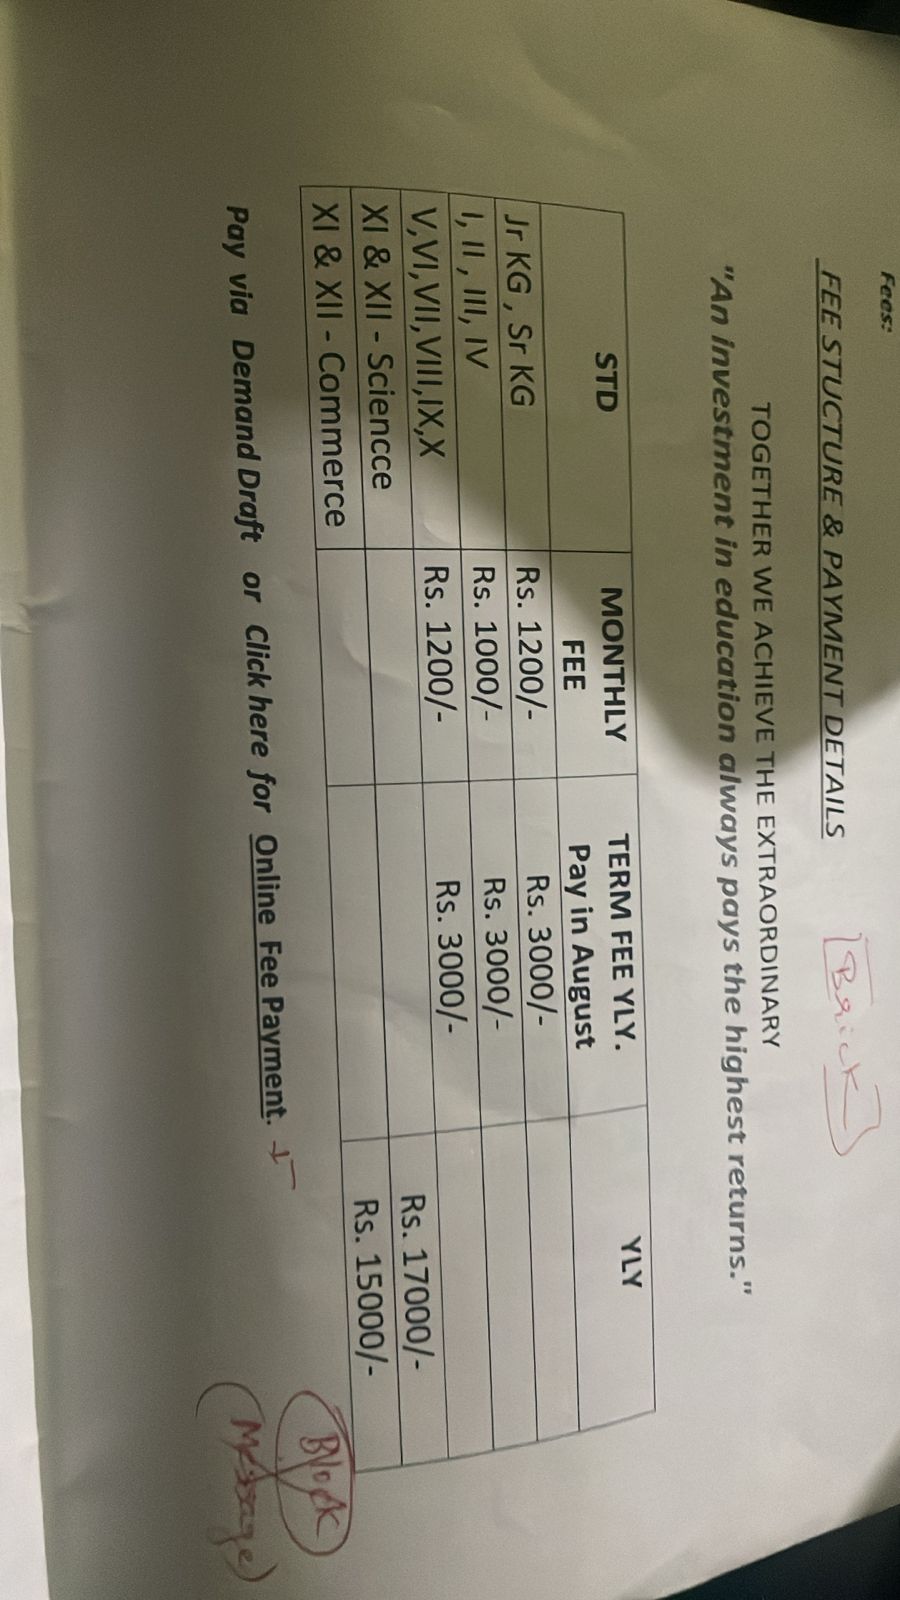 Fees:
FEE STUCTURE & PAYMENT DETAILS
[Brick]
TOGETHER WE ACHIEVE THE EXTRAORDINARY
"An investment in education always pays the highest returns."
STD MONTHLY FEE TERM FEE YLY. Pay in August YLY
Jr KG , Sr KG Rs. 1200/- Rs. 3000/-
I, II , III, IV Rs. 1000/- Rs. 3000/-
V,VI,VII,VIII,IX,X Rs. 1200/- Rs. 3000/-
XI & XII - Sciencce Rs. 17000/-
XI & XII - Commerce Rs. 15000/-
Block
(Message)
Pay via Demand Draft or Click here for Online Fee Payment.